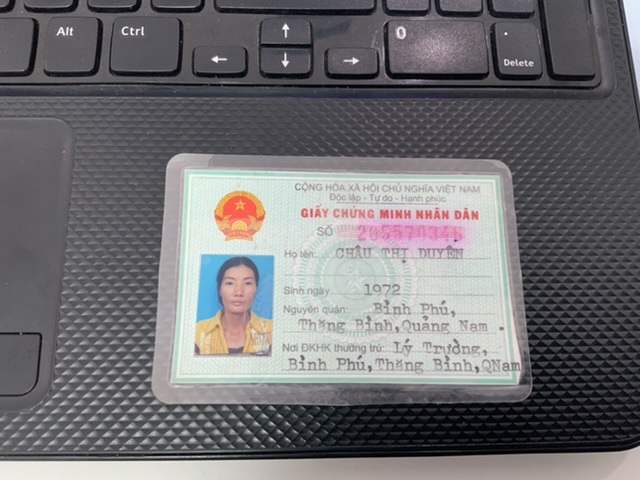 Alt
Ctrl
0
.
Delete
CỘNG HÒA XÃ HỘI CHỦ NGHĨA VIỆT NAM
Độc lập - Tự do - Hạnh phúc
GIẤY CHỨNG MINH NHÂN DÂN
SỐ 205570346
Họ tên: CHÂU THỊ DUYÊN
Sinh ngày 1972
Nguyên quán: Bình Phú,
Thăng Bình,Quảng Nam .
Nơi ĐKHK thường trú: Lý Trường,
Bình Phú,Thăng Bình,QNam